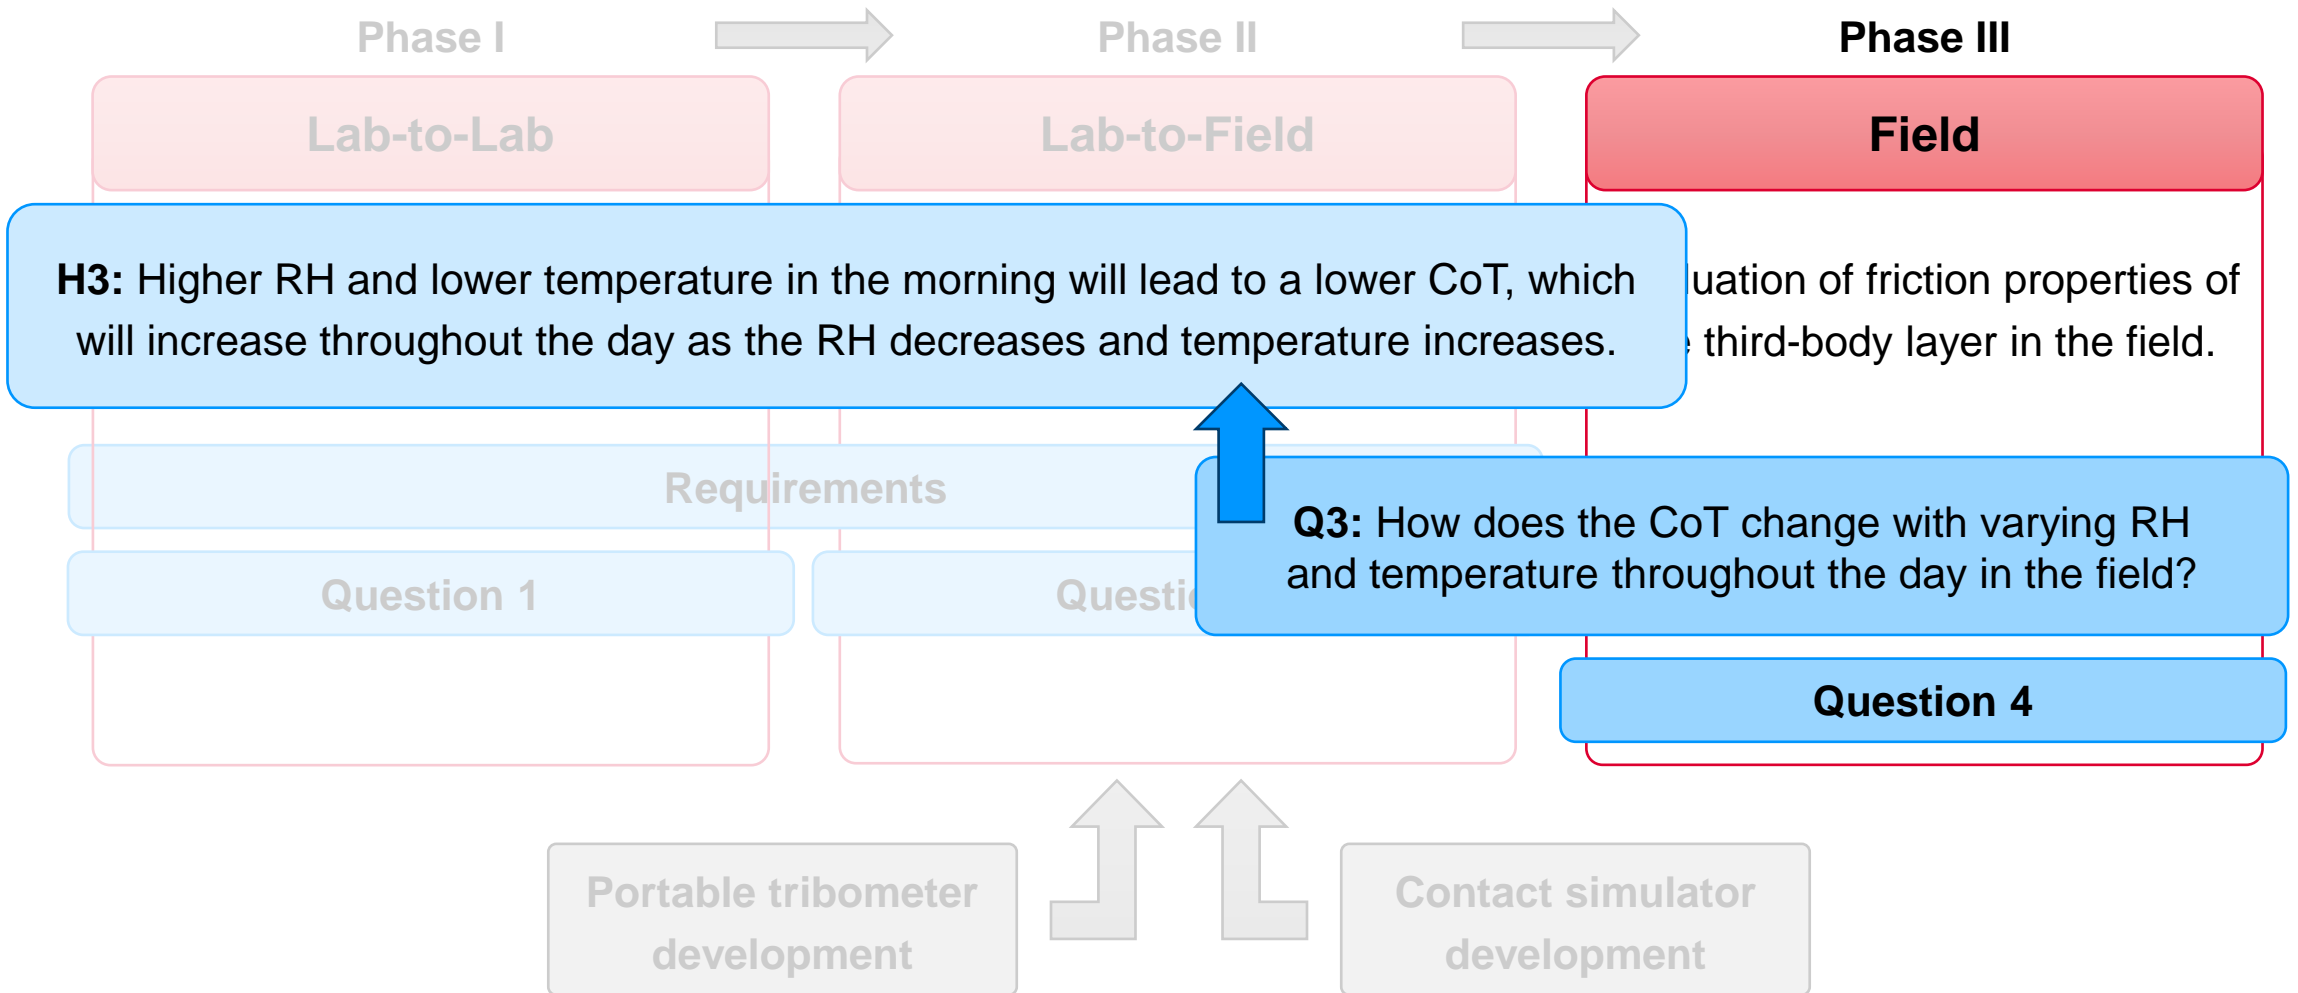 Phase I
Phase II
Phase III
Lab-to-Lab
Lab-to-Field
Field
H3: Higher RH and lower temperature in the morning will lead to a lower CoT, which
will increase throughout the day as the RH decreases and temperature increases.
luation of friction properties of
third-body layer in the field.
Requirements
Q3: How does the CoT change with varying RH
and temperature throughout the day in the field?
Question 1
Questi
Question 4
Portable tribometer
development
Contact simulator
development